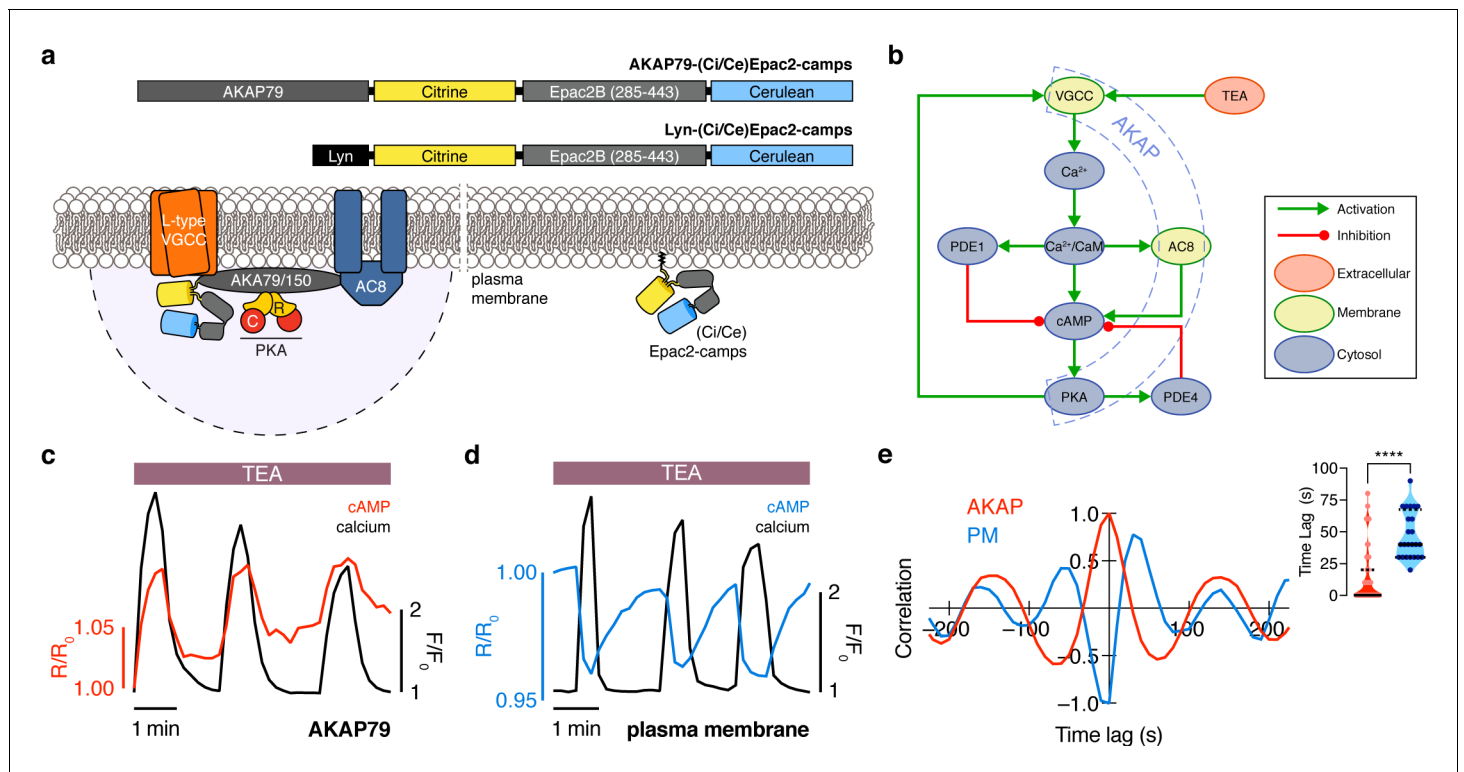 a
AKAP79-(Ci/Ce)Epac2-camps
AKAP79 Citrine Epac2B (285-443) Cerulean
Lyn-(Ci/Ce)Epac2-camps
Lyn Citrine Epac2B (285-443) Cerulean
L-type
VGCC
AKA79/150
AC8
C R
PKA
plasma
membrane
(Ci/Ce)
Epac2-camps
b
VGCC TEA
AKAP
Ca²⁺
PDE1 Ca²⁺/CaM AC8
cAMP
PKA PDE4
Activation
Inhibition
Extracellular
Membrane
Cytosol
c
TEA
cAMP
calcium
R/R₀
1.05
1.00
2
1
F/F₀
1 min AKAP79
d
TEA
cAMP
calcium
R/R₀
1.00
0.95
2
1
F/F₀
1 min plasma membrane
e
AKAP
PM
Correlation
1.0
0.5
−0.5
−1.0
−200 −100 100 200
Time lag (s)
****
Time Lag (s)
100
75
50
25
0